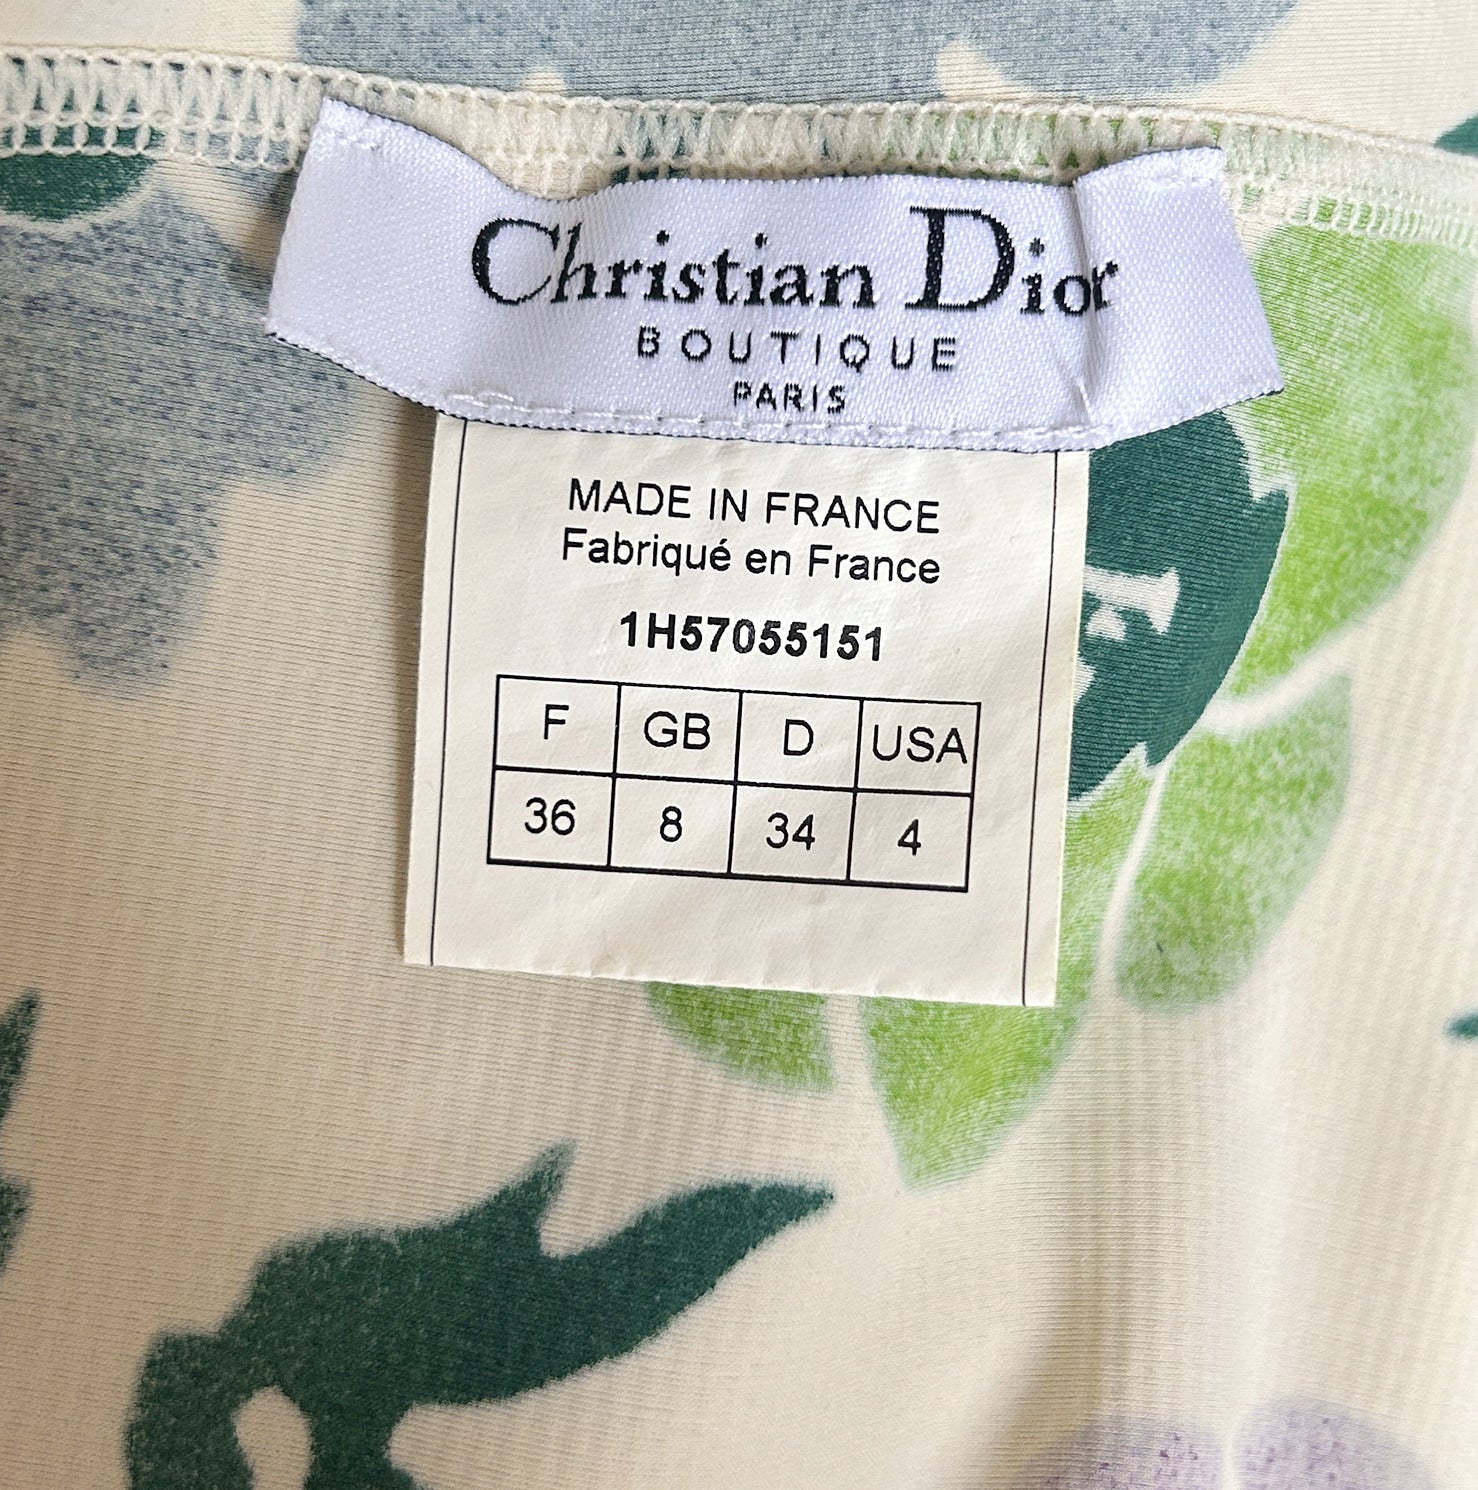 Christian Dior
BOUTIQUE
PARIS
MADE IN FRANCE
Fabriqué en France
1H57055151
F GB D USA
36 8 34 4